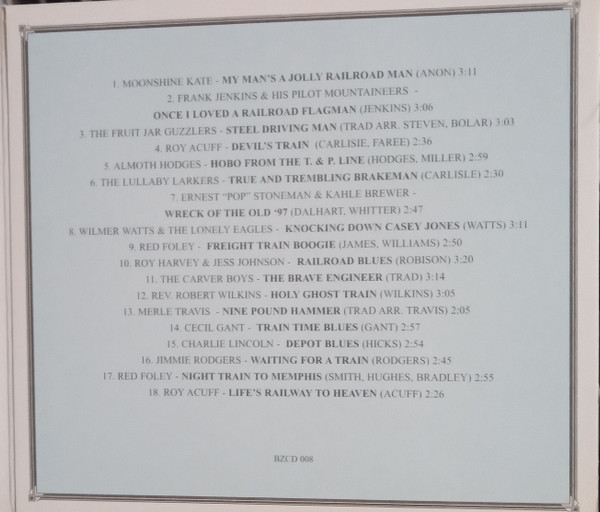 1. MOONSHINE KATE - MY MAN'S A JOLLY RAILROAD MAN (ANON) 3:11
2. FRANK JENKINS & HIS PILOT MOUNTAINEERS -
ONCE I LOVED A RAILROAD FLAGMAN (JENKINS) 3:06
3. THE FRUIT JAR GUZZLERS - STEEL DRIVING MAN (TRAD ARR. STEVEN, BOLAR) 3:03
4. ROY ACUFF - DEVIL'S TRAIN (CARLISIE, FAREE) 2:36
5. ALMOTH HODGES - HOBO FROM THE T. & P. LINE (HODGES, MILLER) 2:59
6. THE LULLABY LARKERS - TRUE AND TREMBLING BRAKEMAN (CARLISLE) 2:30
7. ERNEST "POP" STONEMAN & KAHLE BREWER -
WRECK OF THE OLD '97 (DALHART, WHITTER) 2:47
8. WILMER WATTS & THE LONELY EAGLES - KNOCKING DOWN CASEY JONES (WATTS) 3:11
9. RED FOLEY - FREIGHT TRAIN BOOGIE (JAMES, WILLIAMS) 2:50
10. ROY HARVEY & JESS JOHNSON - RAILROAD BLUES (ROBISON) 3:20
11. THE CARVER BOYS - THE BRAVE ENGINEER (TRAD) 3:14
12. REV. ROBERT WILKINS - HOLY GHOST TRAIN (WILKINS) 3:05
13. MERLE TRAVIS - NINE POUND HAMMER (TRAD ARR. TRAVIS) 2:05
14. CECIL GANT - TRAIN TIME BLUES (GANT) 2:57
15. CHARLIE LINCOLN - DEPOT BLUES (HICKS) 2:54
16. JIMMIE RODGERS - WAITING FOR A TRAIN (RODGERS) 2:45
17. RED FOLEY - NIGHT TRAIN TO MEMPHIS (SMITH, HUGHES, BRADLEY) 2:55
18. ROY ACUFF - LIFE'S RAILWAY TO HEAVEN (ACUFF) 2:26
BZCD 008